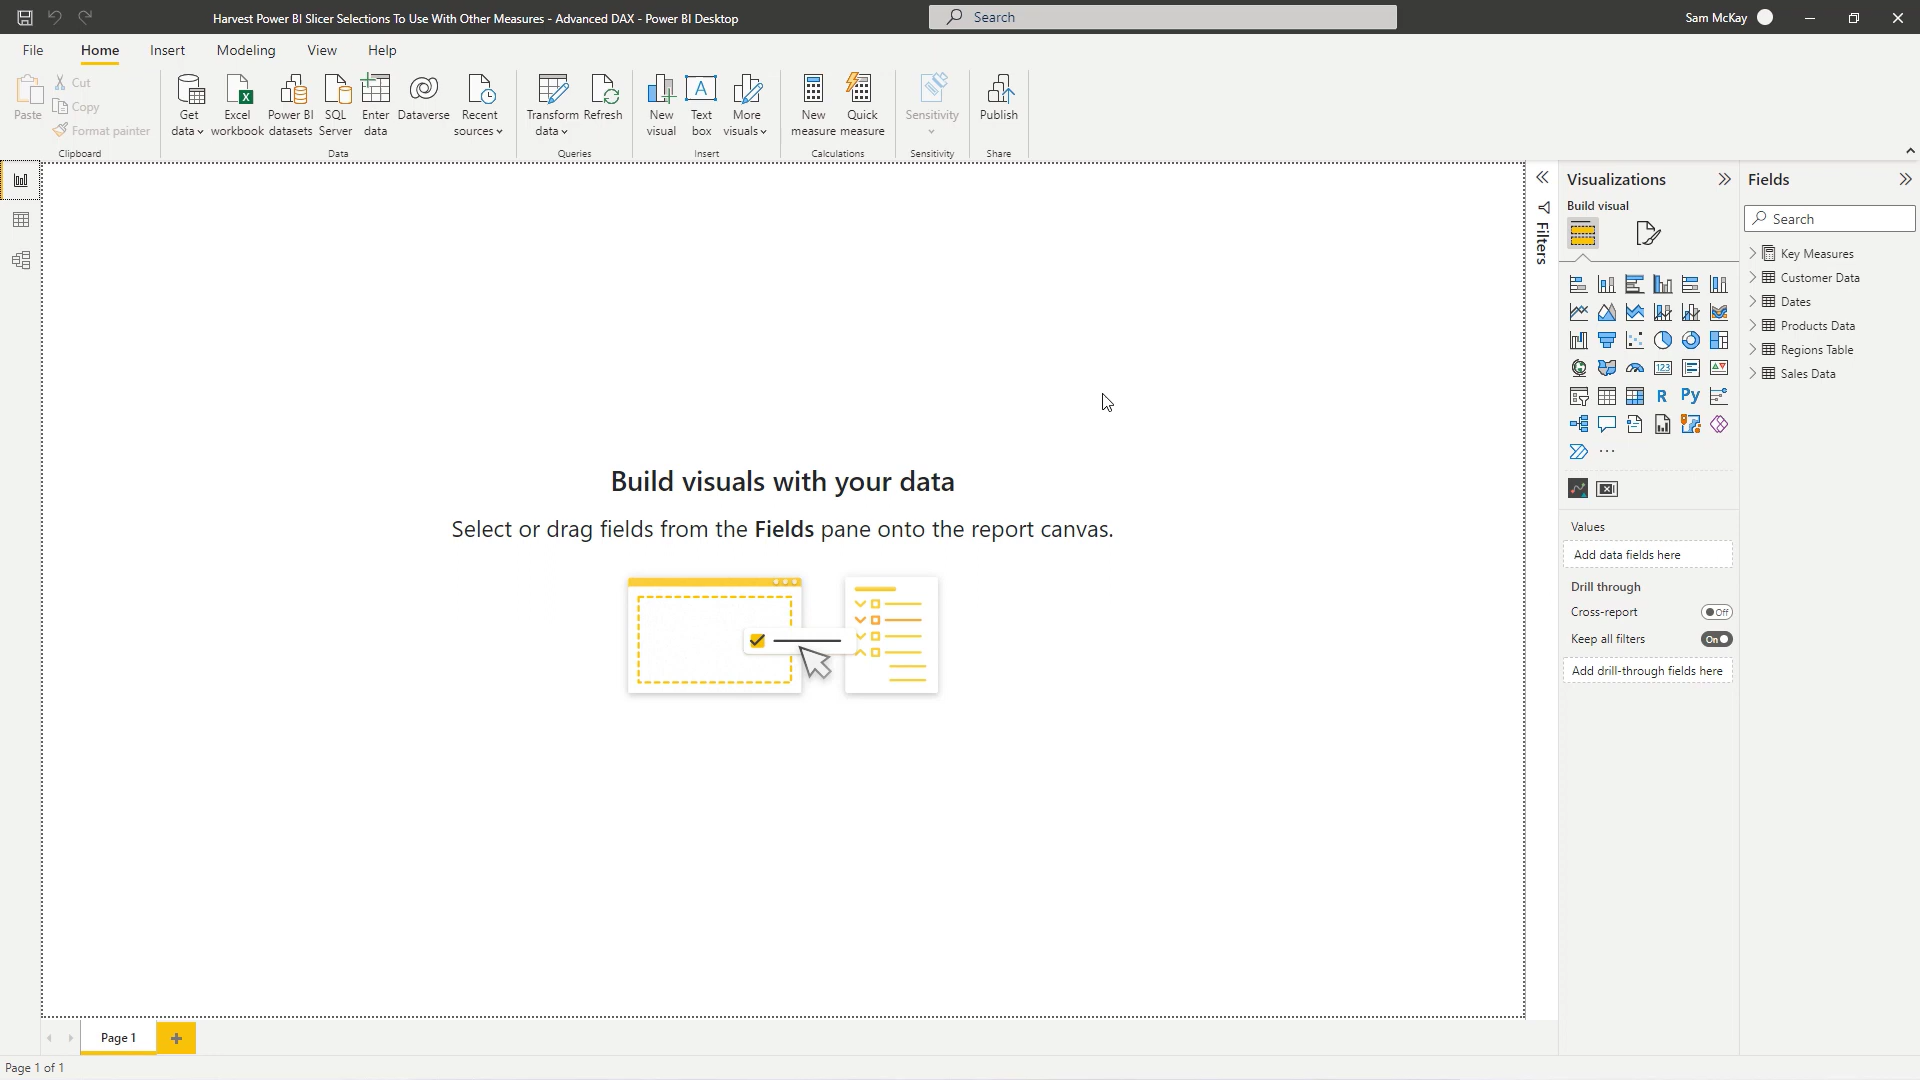 Harvest Power BI Slicer Selections To Use With Other Measures - Advanced DAX - Power BI Desktop
Search
Sam McKay
File
Home
Insert
Modeling
View
Help
Paste
Cut
Copy
Format painter
Clipboard
Get data
Excel workbook
Power BI datasets
SQL Server
Enter data
Dataverse
Recent sources
Data
Transform data
Refresh
Queries
New visual
Text box
More visuals
Insert
New measure
Quick measure
Calculations
Sensitivity
Sensitivity
Publish
Share
Build visuals with your data
Select or drag fields from the Fields pane onto the report canvas.
Filters
Visualizations
Build visual
123
R
Py
Values
Add data fields here
Drill through
Cross-report
Off
Keep all filters
On
Add drill-through fields here
Fields
Search
Key Measures
Customer Data
Dates
Products Data
Regions Table
Sales Data
Page 1
Page 1 of 1